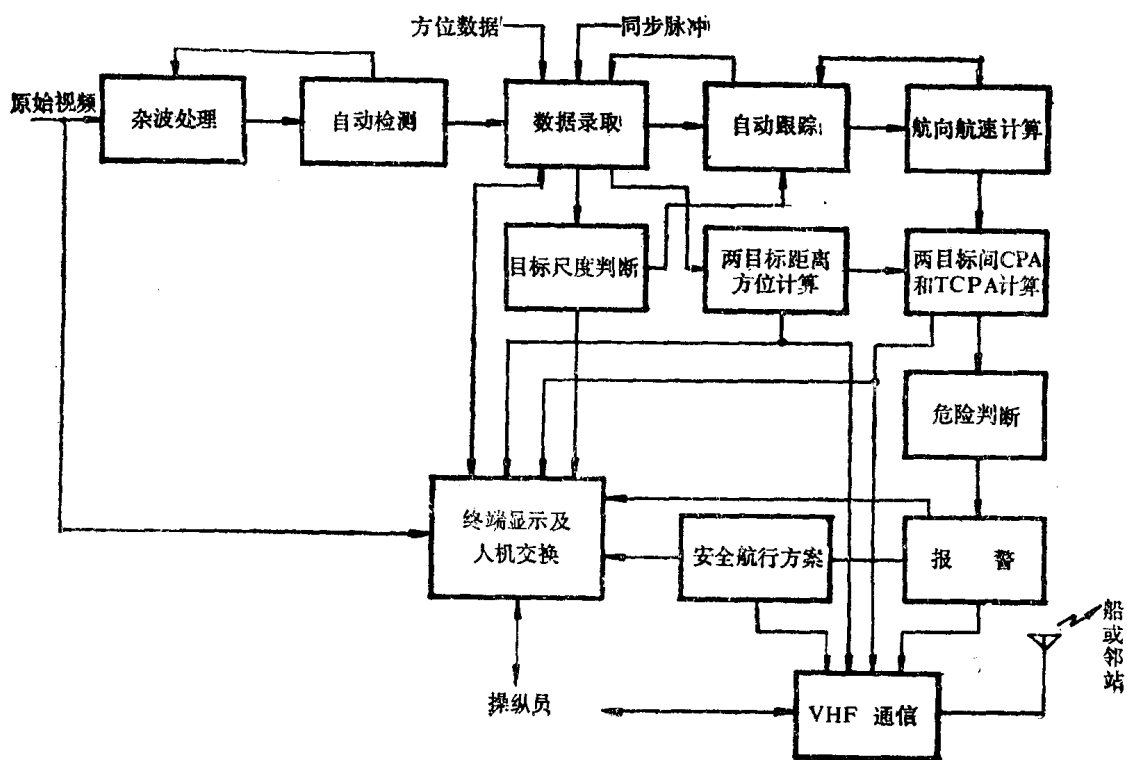 方位数据
同步脉冲
原始视频
杂波处理
自动检测
数据录取
自动跟踪
航向航速计算
目标尺度判断
两目标距离
方位计算
两目标间CPA
和TCPA计算
危险判断
终端显示及
人机交换
安全航行方案
报 警
船或邻站
操纵员
VHF 通信